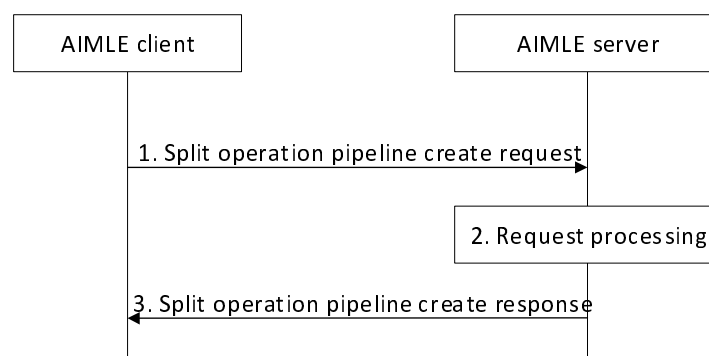 AIMLE client
AIMLE server
1. Split operation pipeline create request
2. Request processing
3. Split operation pipeline create response